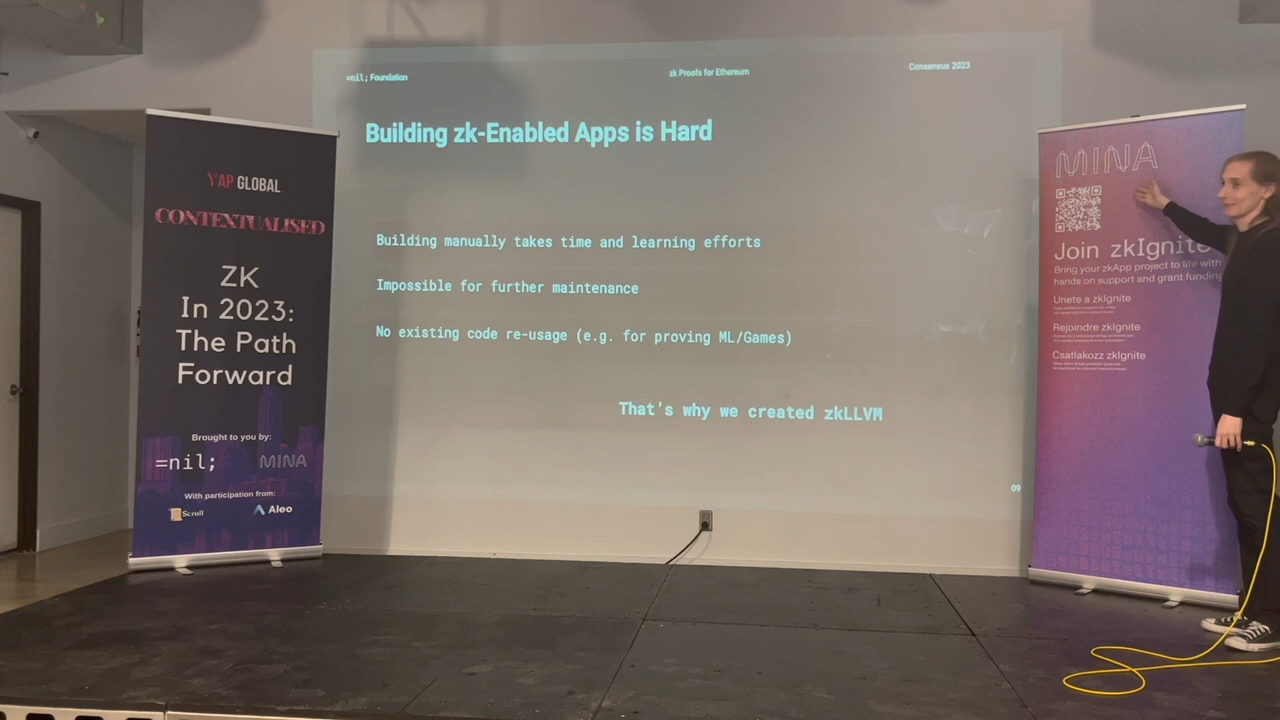 =nil; Foundation
zk Proofs for Ethereum
Consensus 2023
Building zk-Enabled Apps is Hard
Building manually takes time and learning efforts
Impossible for further maintenance
No existing code re-usage (e.g. for proving ML/Games)
That's why we created zkLLVM
09
YAP GLOBAL
CONTEXTUALISED
ZK
In 2023:
The Path
Forward
Brought to you by:
=nil;
MINA
With participation from:
Scroll
Aleo
MINA
Join zkIgnite
Bring your zkApp project to life with
hands on support and grant funding
Unete a zkIgnite
Rejoindre zkIgnite
Csatlakozz zkIgnite